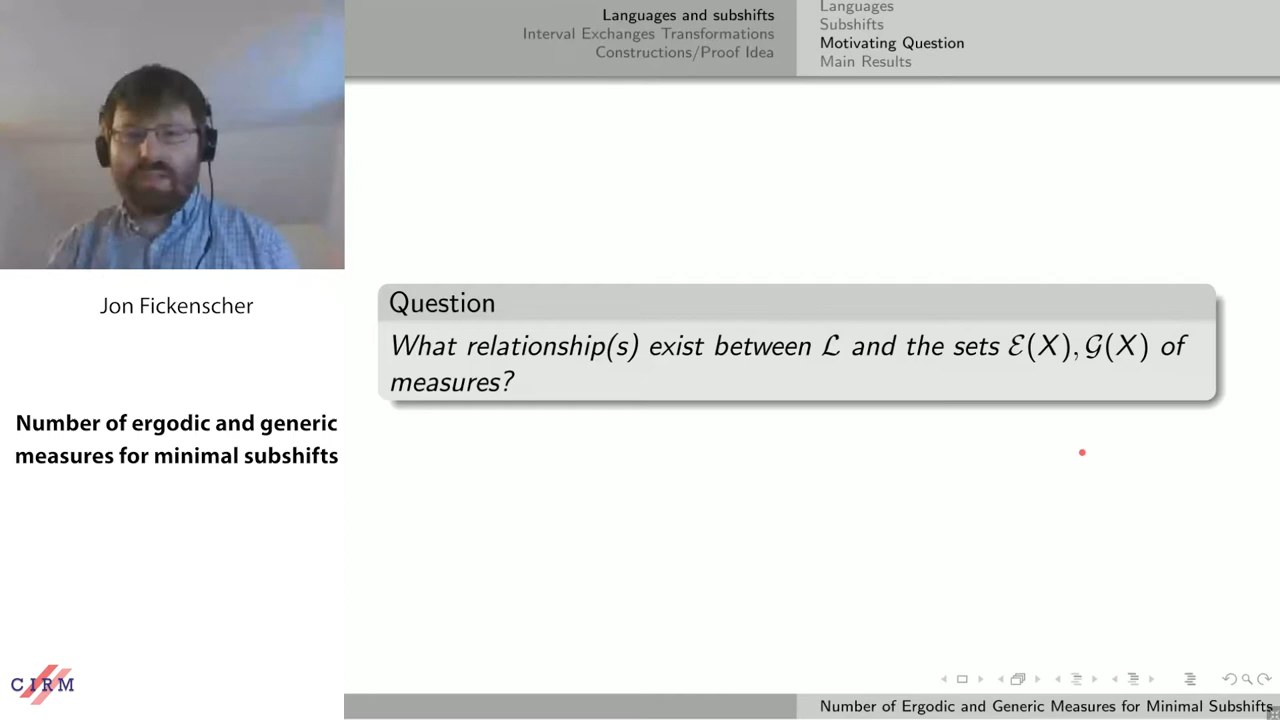 Languages and subshifts
Interval Exchanges Transformations
Constructions/Proof Idea
Languages
Subshifts
Motivating Question
Main Results
Jon Fickenscher
Number of ergodic and generic
measures for minimal subshifts
CIRM
Question
What relationship(s) exist between ℒ and the sets ℰ(X), 𝒢(X) of
measures?
Number of Ergodic and Generic Measures for Minimal Subshifts